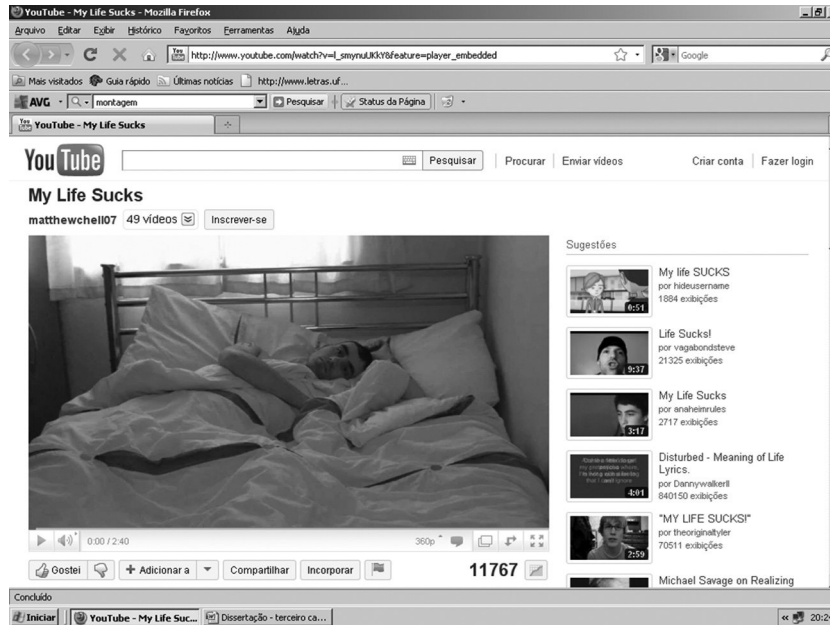 YouTube - My Life Sucks - Mozilla Firefox
Arquivo Editar Exibir Histórico Favoritos Ferramentas Ajuda
http://www.youtube.com/watch?v=l_smynuUKkY&feature=player_embedded
Google
Mais visitados Guia rápido Últimas notícias http://www.letras.uf...
AVG montagem Pesquisar Status da Página
YouTube - My Life Sucks
YouTube Pesquisar Procurar Enviar vídeos Criar conta Fazer login
My Life Sucks
matthewchell07 49 vídeos Inscrever-se
Sugestões
My life SUCKS
por hideusername
1884 exibições
0:51
Life Sucks!
por vagabondsteve
21325 exibições
9:37
My Life Sucks
por anaheimrules
2717 exibições
3:17
Disturbed - Meaning of Life
Lyrics.
por Dannywalkerll
840150 exibições
4:01
"MY LIFE SUCKS!"
por theoriginaltyler
70511 exibições
2:59
Michael Savage on Realizing
0:00 / 2:40 360p
Gostei Adicionar a Compartilhar Incorporar 11767
Concluído
Iniciar YouTube - My Life Suc... Dissertação - terceiro ca... 20:2